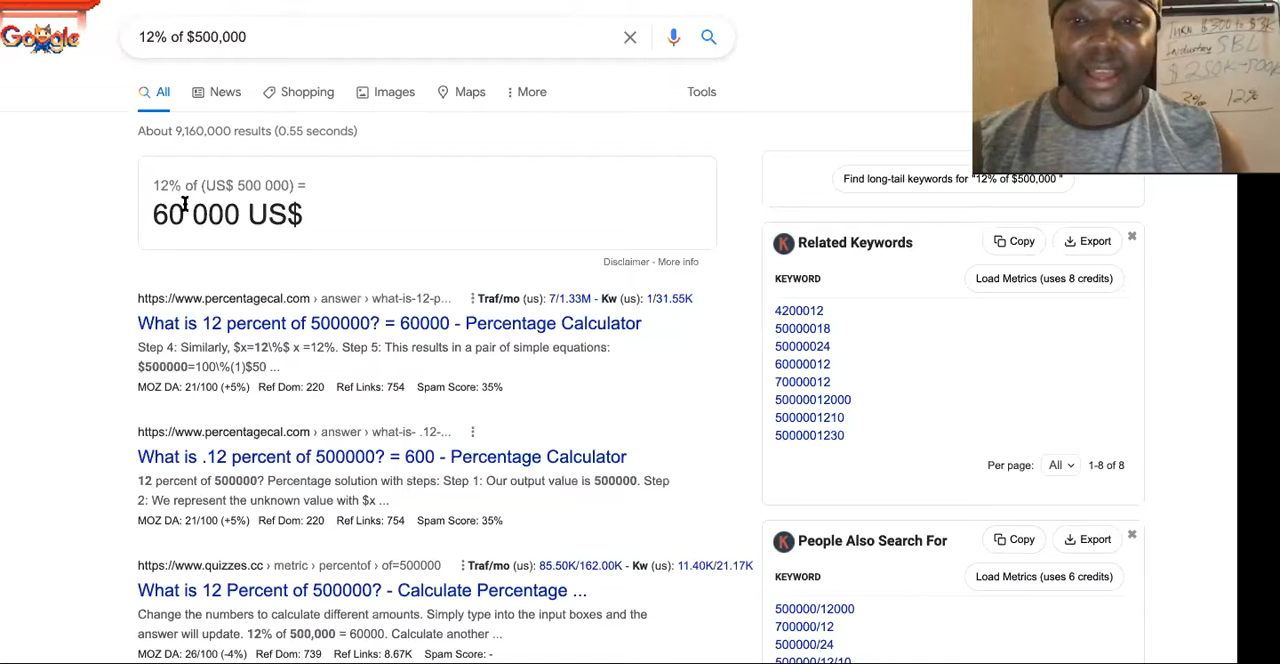 Google
12% of $500,000
All
News
Shopping
Images
Maps
More
Tools
About 9,160,000 results (0.55 seconds)
12% of (US$ 500 000) =
60 000 US$
Disclaimer - More info
https://www.percentagecal.com › answer › what-is-12-p...
Traf/mo (us): 7/1.33M - Kw (us): 1/31.55K
What is 12 percent of 500000? = 60000 - Percentage Calculator
Step 4: Similarly, $x=12\%$ x =12%. Step 5: This results in a pair of simple equations:
$500000=100\%(1)$50 ...
MOZ DA: 21/100 (+5%) Ref Dom: 220 Ref Links: 754 Spam Score: 35%
https://www.percentagecal.com › answer › what-is- .12-...
What is .12 percent of 500000? = 600 - Percentage Calculator
12 percent of 500000? Percentage solution with steps: Step 1: Our output value is 500000. Step
2: We represent the unknown value with $x ...
MOZ DA: 21/100 (+5%) Ref Dom: 220 Ref Links: 754 Spam Score: 35%
https://www.quizzes.cc › metric › percentof › of=500000
Traf/mo (us): 85.50K/162.00K - Kw (us): 11.40K/21.17K
What is 12 Percent of 500000? - Calculate Percentage ...
Change the numbers to calculate different amounts. Simply type into the input boxes and the
answer will update. 12% of 500,000 = 60000. Calculate another ...
MOZ DA: 26/100 (-4%) Ref Dom: 739 Ref Links: 8.67K Spam Score: -
Turn $300 to $3K
industry SBL
$250K-500K
3% 12%
Find long-tail keywords for "12% of $500,000 "
K Related Keywords
Copy
Export
KEYWORD
Load Metrics (uses 8 credits)
4200012
50000018
50000024
60000012
70000012
50000012000
5000001210
5000001230
Per page: All 1-8 of 8
K People Also Search For
Copy
Export
KEYWORD
Load Metrics (uses 6 credits)
500000/12000
700000/12
500000/24
500000/12/10